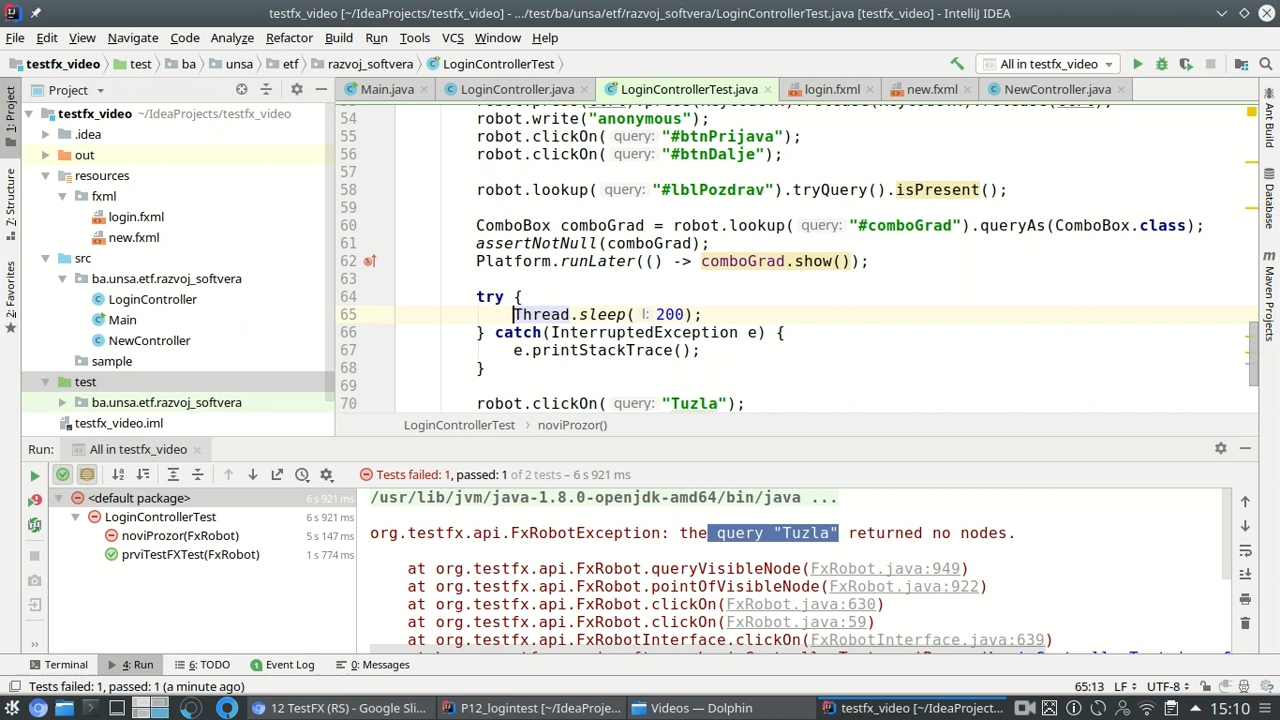 testfx_video [~/IdeaProjects/testfx_video] - .../test/ba/unsa/etf/razvoj_softvera/LoginControllerTest.java [testfx_video] - IntelliJ IDEA
File Edit View Navigate Code Analyze Refactor Build Run Tools VCS Window Help
testfx_video test ba unsa etf razvoj_softvera LoginControllerTest All in testfx_video
Project Main.java LoginController.java LoginControllerTest.java login.fxml new.fxml NewController.java
1: Project
Z: Structure
2: Favorites
Ant Build
Database
Maven Projects
testfx_video ~/IdeaProjects/testfx_video
.idea
out
resources
fxml
login.fxml
new.fxml
src
ba.unsa.etf.razvoj_softvera
LoginController
Main
NewController
sample
test
ba.unsa.etf.razvoj_softvera
testfx_video.iml
54 robot.write("anonymous");
55 robot.clickOn( query: "#btnPrijava");
56 robot.clickOn( query: "#btnDalje");
57
58 robot.lookup( query: "#lblPozdrav").tryQuery().isPresent();
59
60 ComboBox comboGrad = robot.lookup( query: "#comboGrad").queryAs(ComboBox.class);
61 assertNotNull(comboGrad);
62 Platform.runLater(() -> comboGrad.show());
63
64 try {
65 Thread.sleep( l: 200);
66 } catch(InterruptedException e) {
67 e.printStackTrace();
68 }
69
70 robot.clickOn( query: "Tuzla");
LoginControllerTest noviProzor()
Run: All in testfx_video
Tests failed: 1, passed: 1 of 2 tests – 6 s 921 ms
<default package> 6 s 921 ms
LoginControllerTest 6 s 921 ms
noviProzor(FxRobot) 5 s 147 ms
prviTestFXTest(FxRobot) 1 s 774 ms
/usr/lib/jvm/java-1.8.0-openjdk-amd64/bin/java ...
org.testfx.api.FxRobotException: the query "Tuzla" returned no nodes.
at org.testfx.api.FxRobot.queryVisibleNode(FxRobot.java:949)
at org.testfx.api.FxRobot.pointOfVisibleNode(FxRobot.java:922)
at org.testfx.api.FxRobot.clickOn(FxRobot.java:630)
at org.testfx.api.FxRobot.clickOn(FxRobot.java:59)
at org.testfx.api.FxRobotInterface.clickOn(FxRobotInterface.java:639)
Terminal 4: Run 6: TODO Event Log 0: Messages
Tests failed: 1, passed: 1 (a minute ago) 65:13 LF UTF-8
12 TestFX (RS) - Google Sli... P12_logintest [~/IdeaProje... Videos — Dolphin testfx_video [~/IdeaProject... 15:10